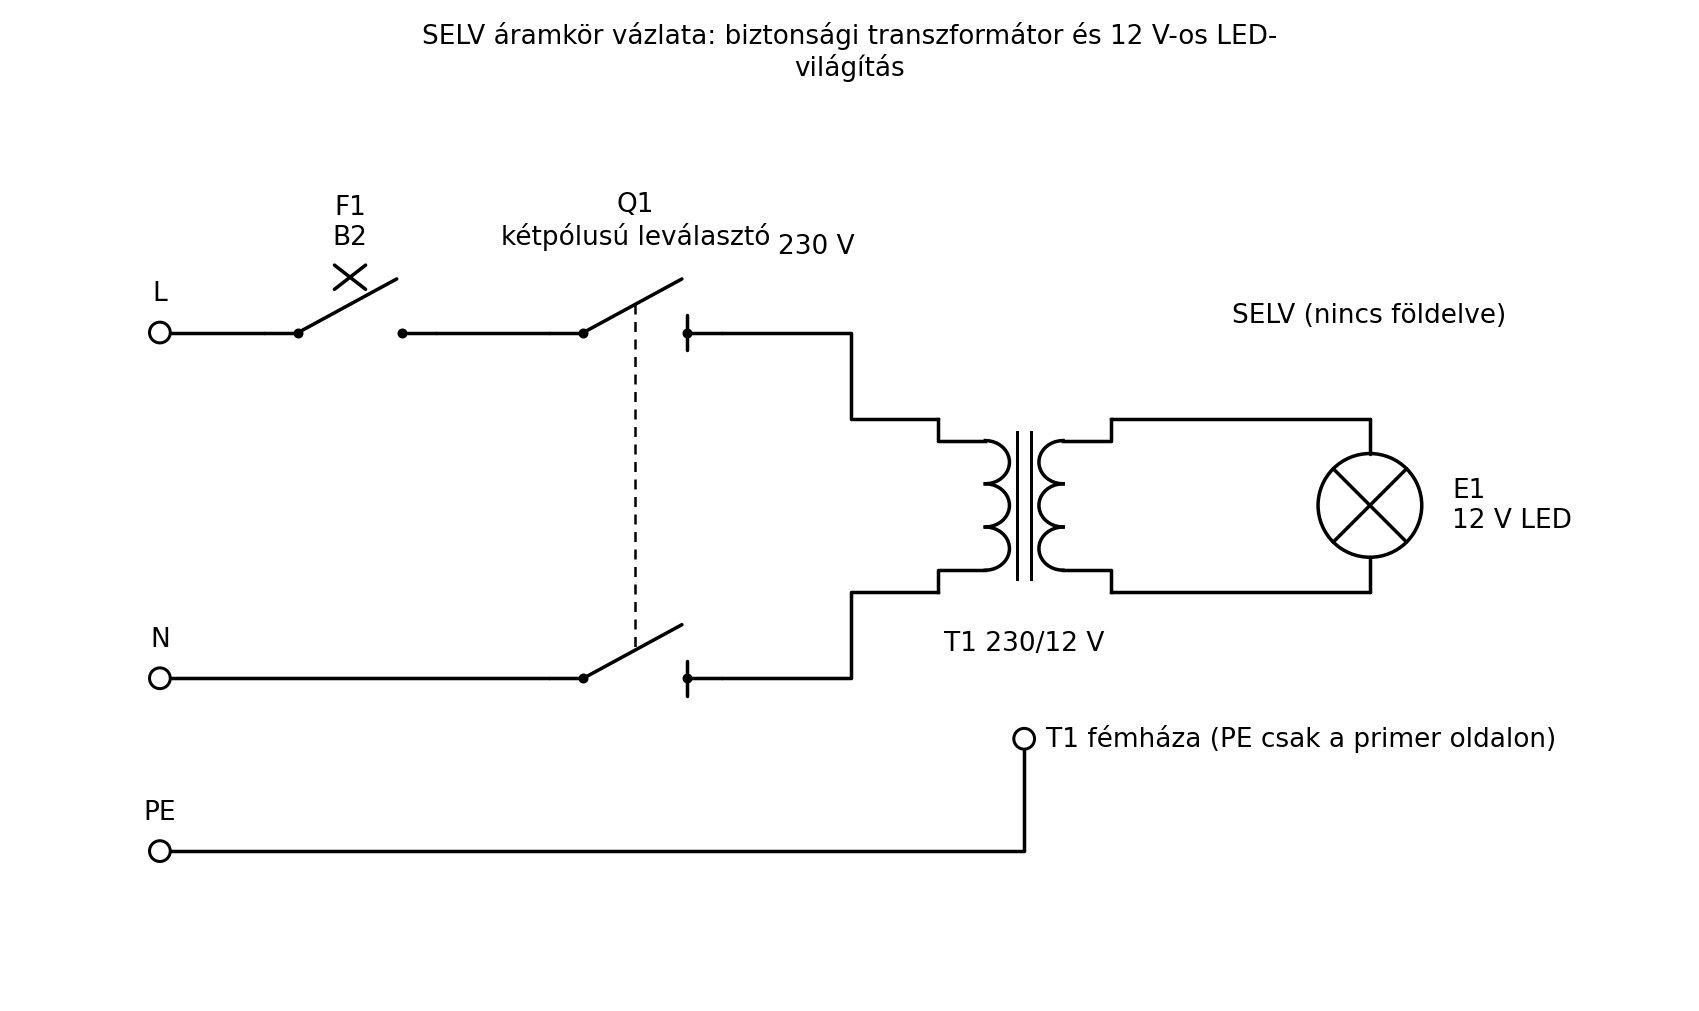 SELV áramkör vázlata: biztonsági transzformátor és 12 V-os LED-
világítás
F1
B2
Q1
kétpólusú leválasztó
230 V
L
SELV (nincs földelve)
E1
12 V LED
N
T1 230/12 V
T1 fémháza (PE csak a primer oldalon)
PE